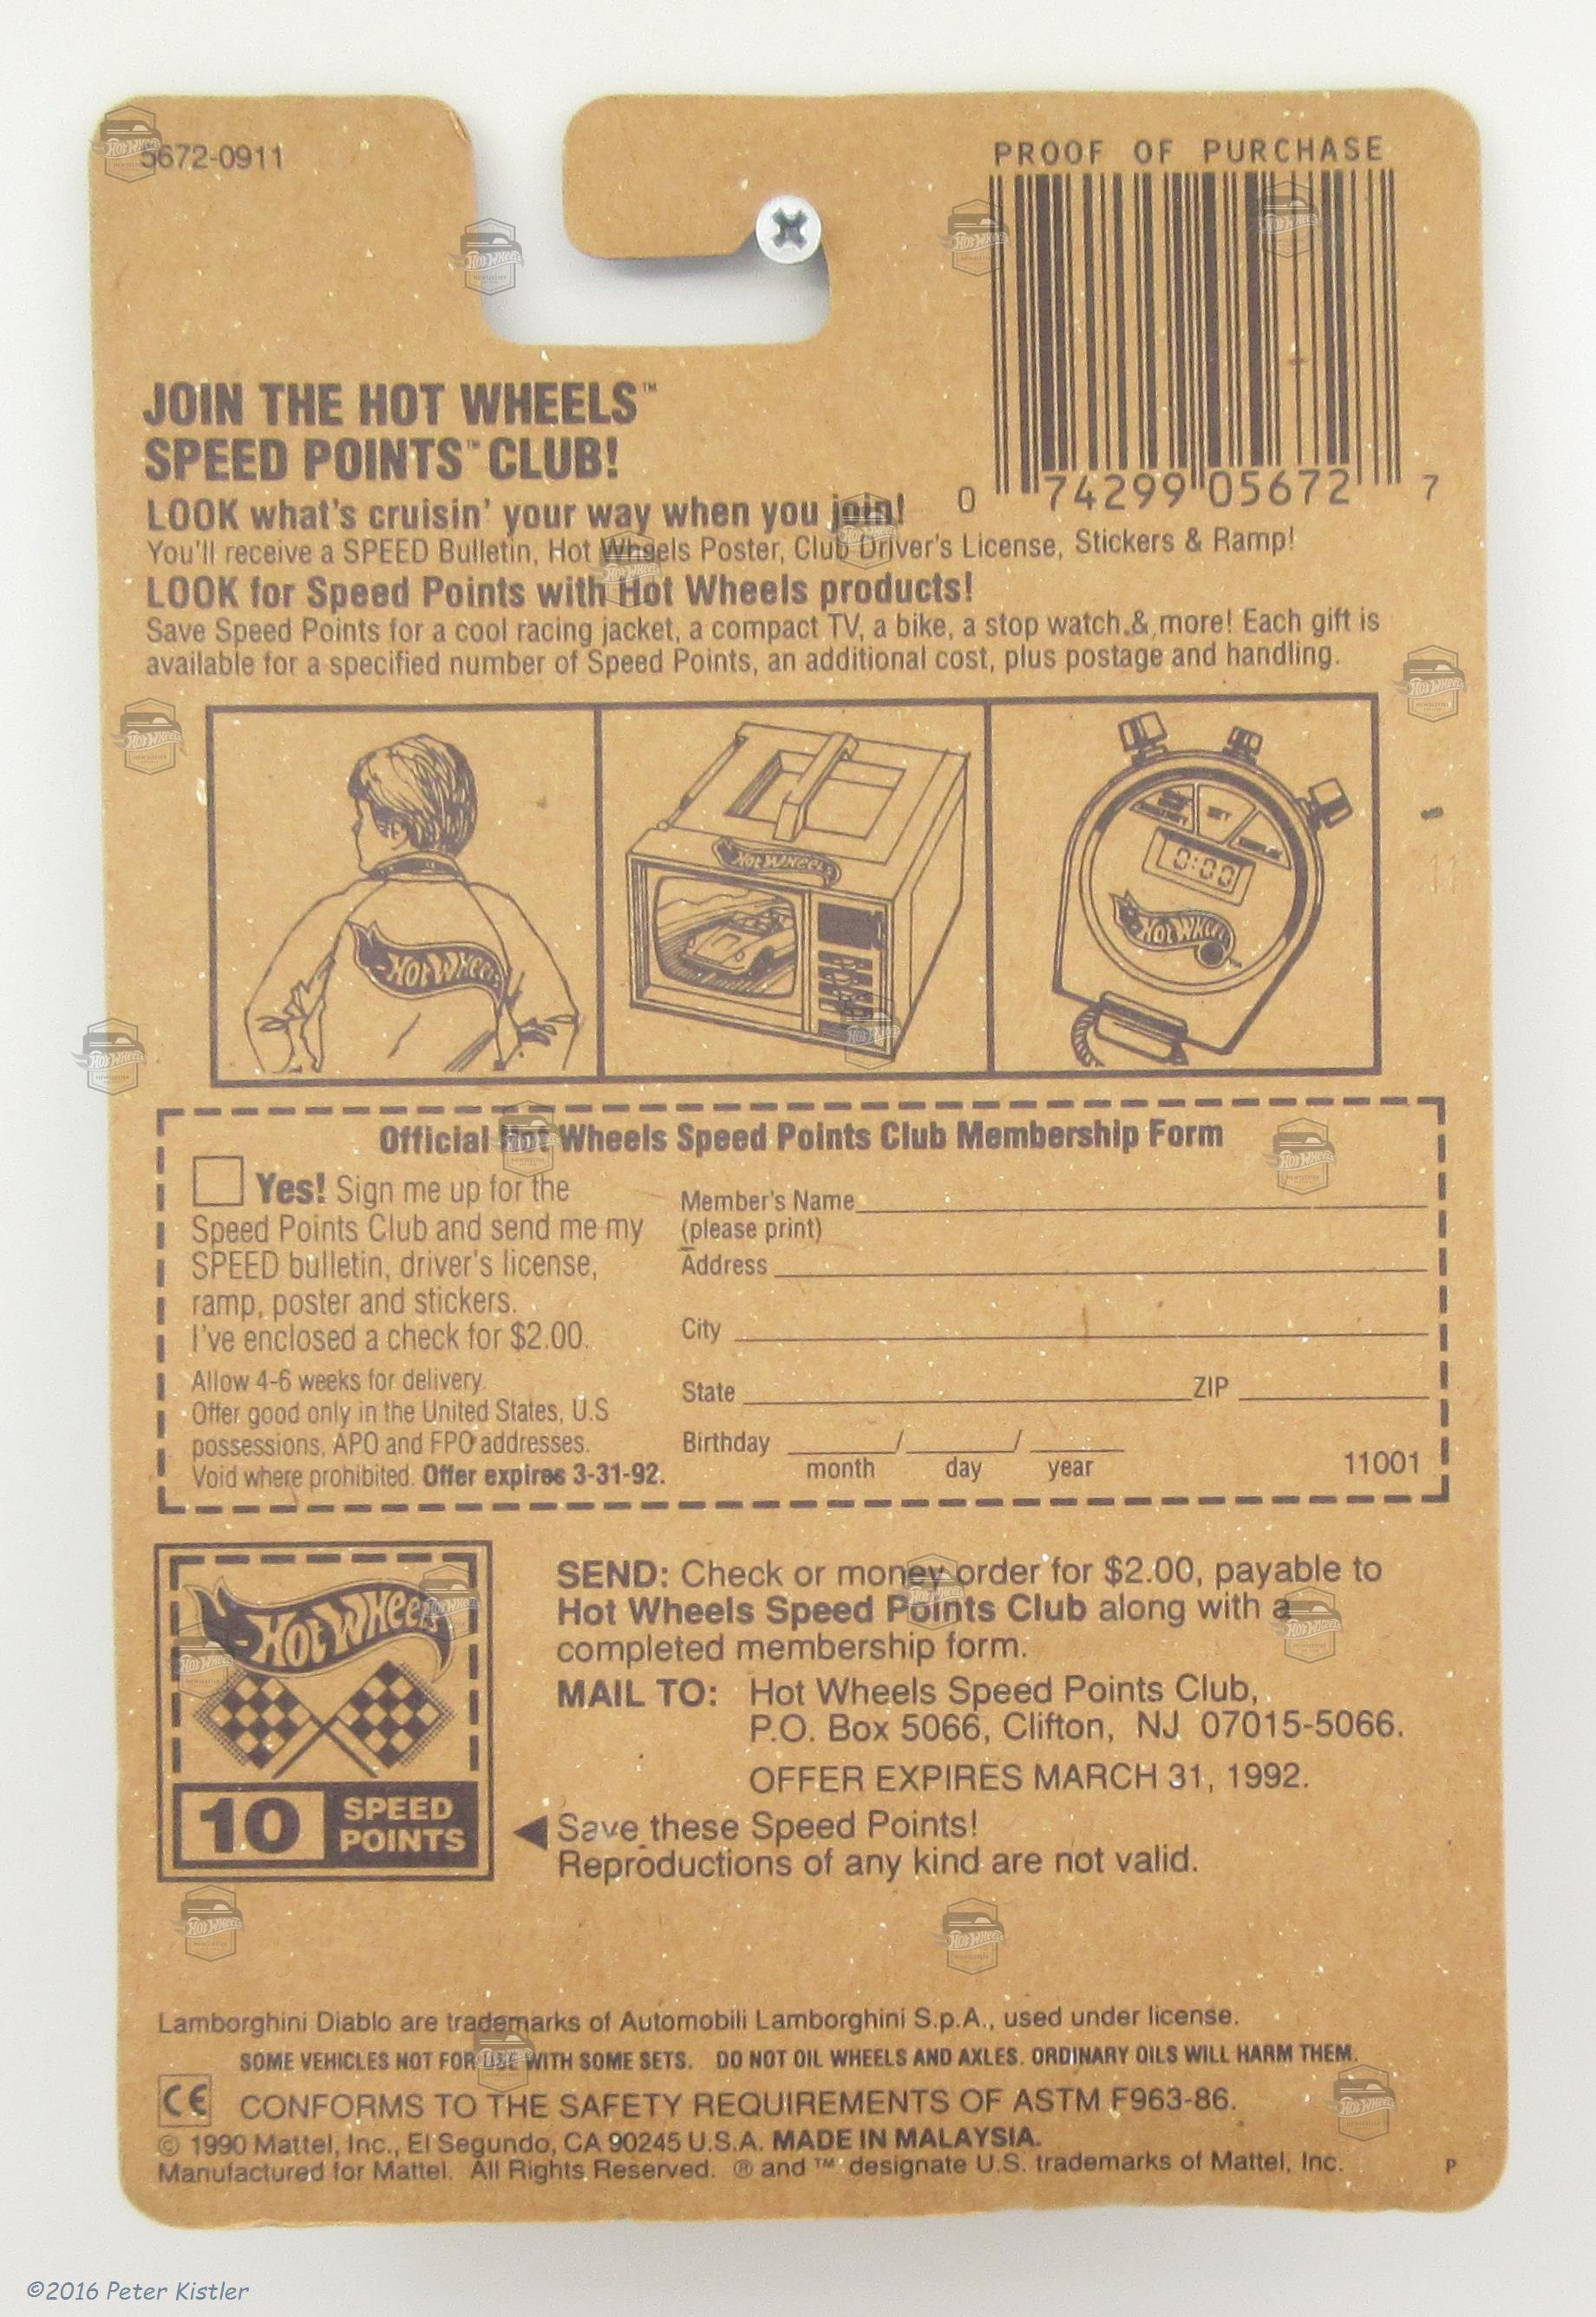 5672-0911
PROOF OF PURCHASE
0 74299 05672 7
JOIN THE HOT WHEELS™
SPEED POINTS™ CLUB!
LOOK what's cruisin' your way when you join!
You'll receive a SPEED Bulletin, Hot Wheels Poster, Club Driver's License, Stickers & Ramp!
LOOK for Speed Points with Hot Wheels products!
Save Speed Points for a cool racing jacket, a compact TV, a bike, a stop watch & more! Each gift is
available for a specified number of Speed Points, an additional cost, plus postage and handling.
HOT WHEELS
HOT WHEELS
SET
0:00
HOT WHEELS
Official Hot Wheels Speed Points Club Membership Form
Yes! Sign me up for the
Speed Points Club and send me my
SPEED bulletin, driver's license,
ramp, poster and stickers.
I've enclosed a check for $2.00.
Allow 4-6 weeks for delivery.
Offer good only in the United States, U.S
possessions, APO and FPO addresses.
Void where prohibited. Offer expires 3-31-92.
Member's Name
(please print)
Address
City
State ZIP
Birthday / /
month day year
11001
HOT WHEELS
10 SPEED
POINTS
SEND: Check or money order for $2.00, payable to
Hot Wheels Speed Points Club along with a
completed membership form.
MAIL TO: Hot Wheels Speed Points Club,
P.O. Box 5066, Clifton, NJ 07015-5066.
OFFER EXPIRES MARCH 31, 1992.
◀ Save these Speed Points!
Reproductions of any kind are not valid.
Lamborghini Diablo are trademarks of Automobili Lamborghini S.p.A., used under license.
SOME VEHICLES NOT FOR USE WITH SOME SETS. DO NOT OIL WHEELS AND AXLES. ORDINARY OILS WILL HARM THEM.
CE CONFORMS TO THE SAFETY REQUIREMENTS OF ASTM F963-86.
© 1990 Mattel, Inc., El Segundo, CA 90245 U.S.A. MADE IN MALAYSIA.
Manufactured for Mattel. All Rights Reserved. ® and ™ designate U.S. trademarks of Mattel, Inc. P
©2016 Peter Kistler